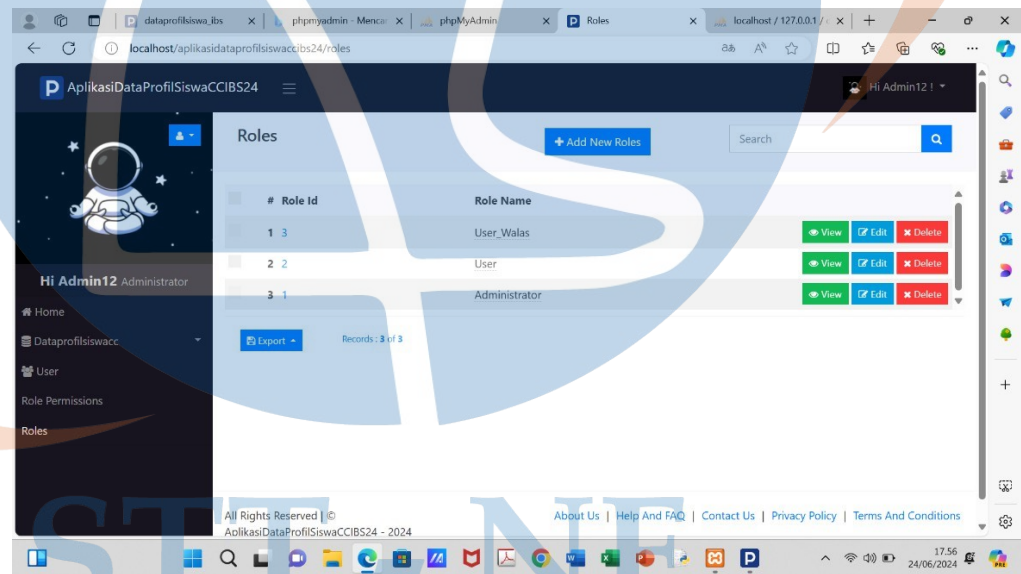 dataprofilsiswa_ibs
phpmyadmin - Mencar
phpMyAdmin
Roles
localhost / 127.0.0.1 /
localhost/aplikasidataprofilsiswaccibs24/roles
AplikasiDataProfilSiswaCCIBS24
Hi Admin12 !
Roles
+ Add New Roles
Search
# Role Id Role Name
1 3 User_Walas View Edit Delete
2 2 User View Edit Delete
3 1 Administrator View Edit Delete
Export
Records : 3 of 3
Hi Admin12 Administrator
Home
Dataprofilsiswacc
User
Role Permissions
Roles
All Rights Reserved | ©
AplikasiDataProfilSiswaCCIBS24 - 2024
About Us | Help And FAQ | Contact Us | Privacy Policy | Terms And Conditions
STT - NF
17.56
24/06/2024